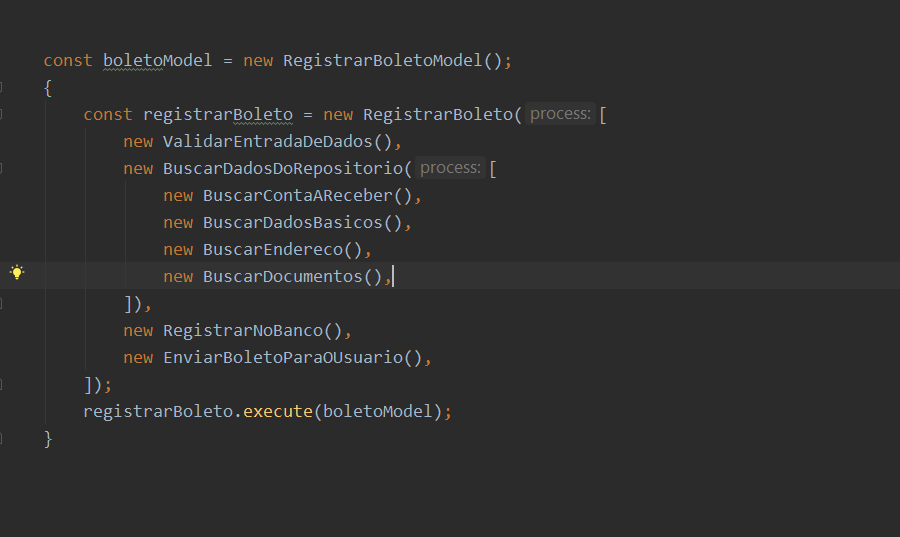 const boletoModel = new RegistrarBoletoModel();
{
const registrarBoleto = new RegistrarBoleto( process: [
new ValidarEntradaDeDados(),
new BuscarDadosDoRepositorio( process: [
new BuscarContaAReceber(),
new BuscarDadosBasicos(),
new BuscarEndereco(),
new BuscarDocumentos(),
]),
new RegistrarNoBanco(),
new EnviarBoletoParaOUsuario(),
]);
registrarBoleto.execute(boletoModel);
}